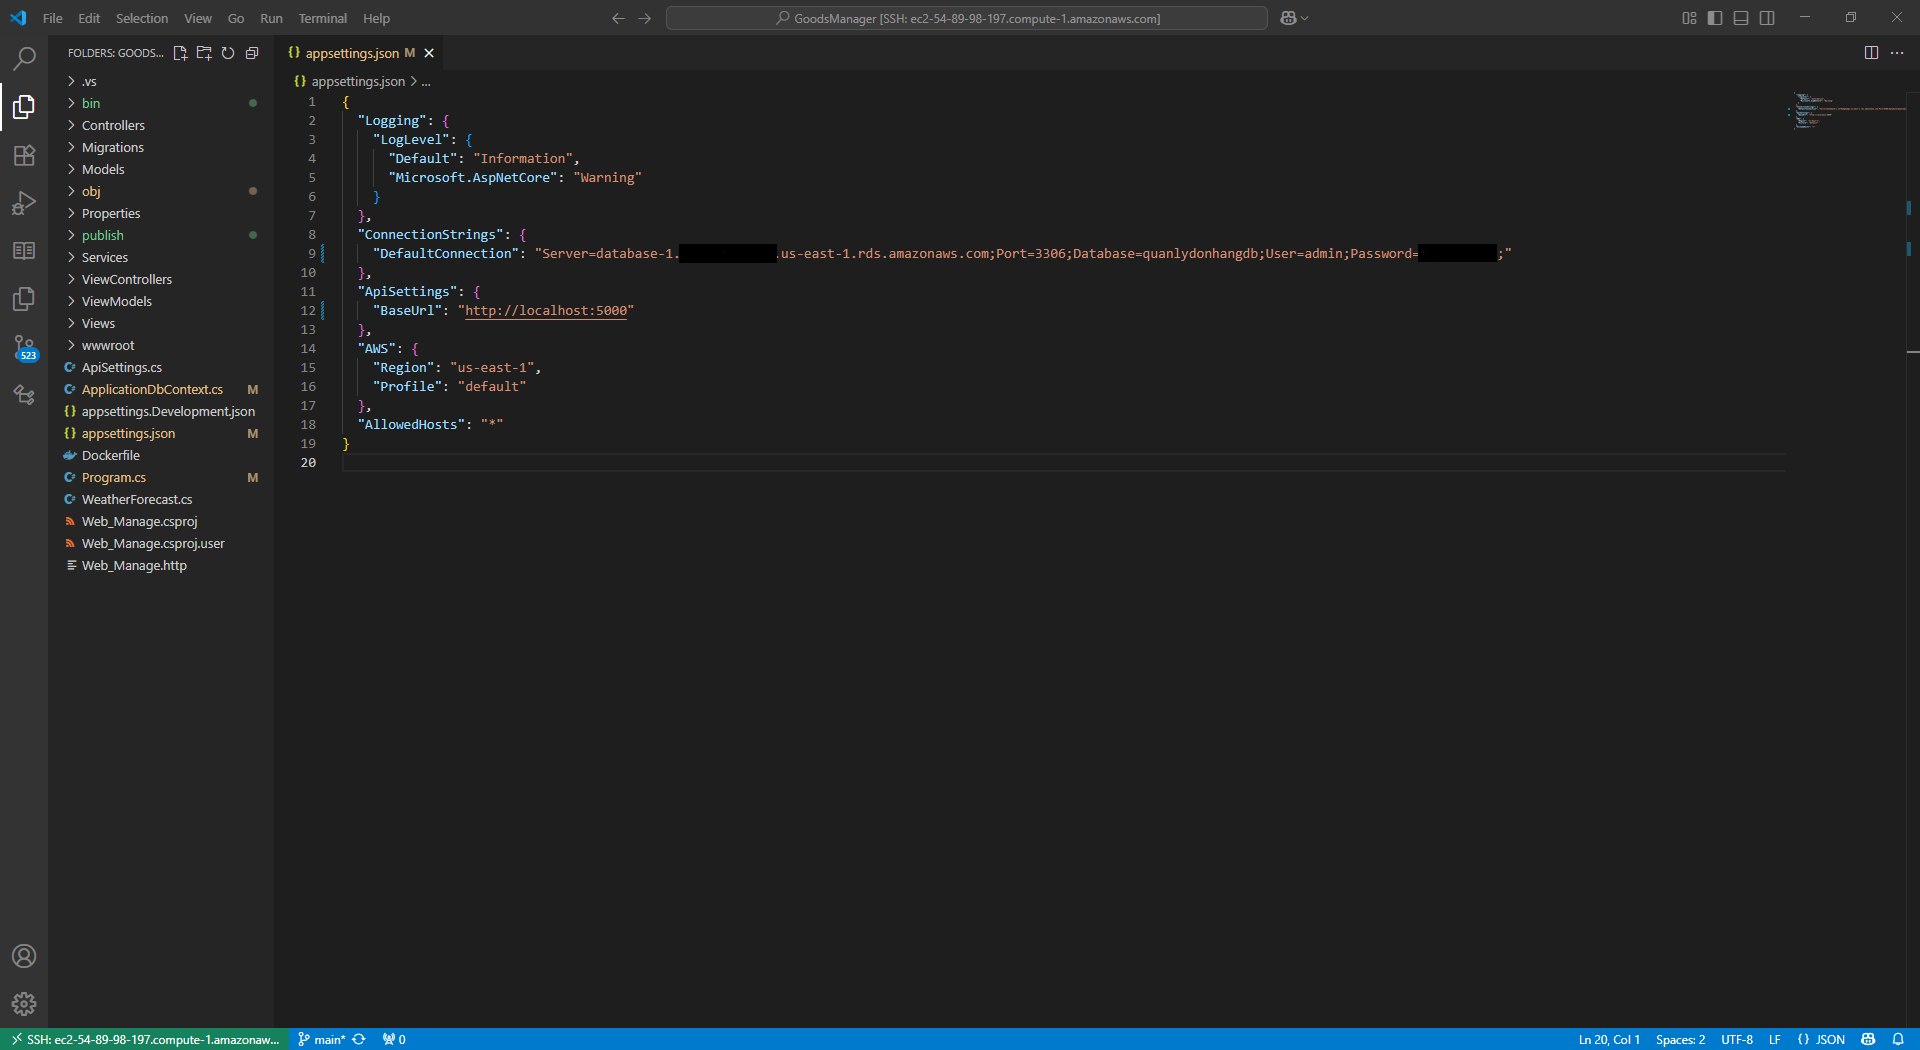 File Edit Selection View Go Run Terminal Help
GoodsManager [SSH: ec2-54-89-98-197.compute-1.amazonaws.com]
FOLDERS: GOODS...
.vs
bin
Controllers
Migrations
Models
obj
Properties
publish
Services
ViewControllers
ViewModels
Views
wwwroot
ApiSettings.cs
ApplicationDbContext.cs M
appsettings.Development.json
appsettings.json M
Dockerfile
Program.cs M
WeatherForecast.cs
Web_Manage.csproj
Web_Manage.csproj.user
Web_Manage.http
523
appsettings.json M
appsettings.json > ...
1 {
2 "Logging": {
3 "LogLevel": {
4 "Default": "Information",
5 "Microsoft.AspNetCore": "Warning"
6 }
7 },
8 "ConnectionStrings": {
9 "DefaultConnection": "Server=database-1. .us-east-1.rds.amazonaws.com;Port=3306;Database=quanlydonhangdb;User=admin;Password= ;"
10 },
11 "ApiSettings": {
12 "BaseUrl": "http://localhost:5000"
13 },
14 "AWS": {
15 "Region": "us-east-1",
16 "Profile": "default"
17 },
18 "AllowedHosts": "*"
19 }
20
SSH: ec2-54-89-98-197.compute-1.amazonaw... main* 0 Ln 20, Col 1 Spaces: 2 UTF-8 LF {} JSON